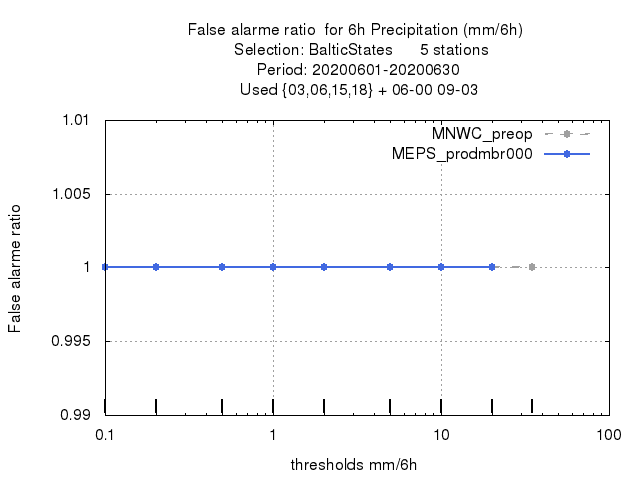 False alarme ratio  for 6h Precipitation (mm/6h)
Selection: BalticStates      5 stations
Period: 20200601-20200630
Used {03,06,15,18} + 06-00 09-03
MNWC_preop
MEPS_prodmbr000
False alarme ratio
1.01
1.005
1
0.995
0.99
0.1 1 10 100
thresholds mm/6h